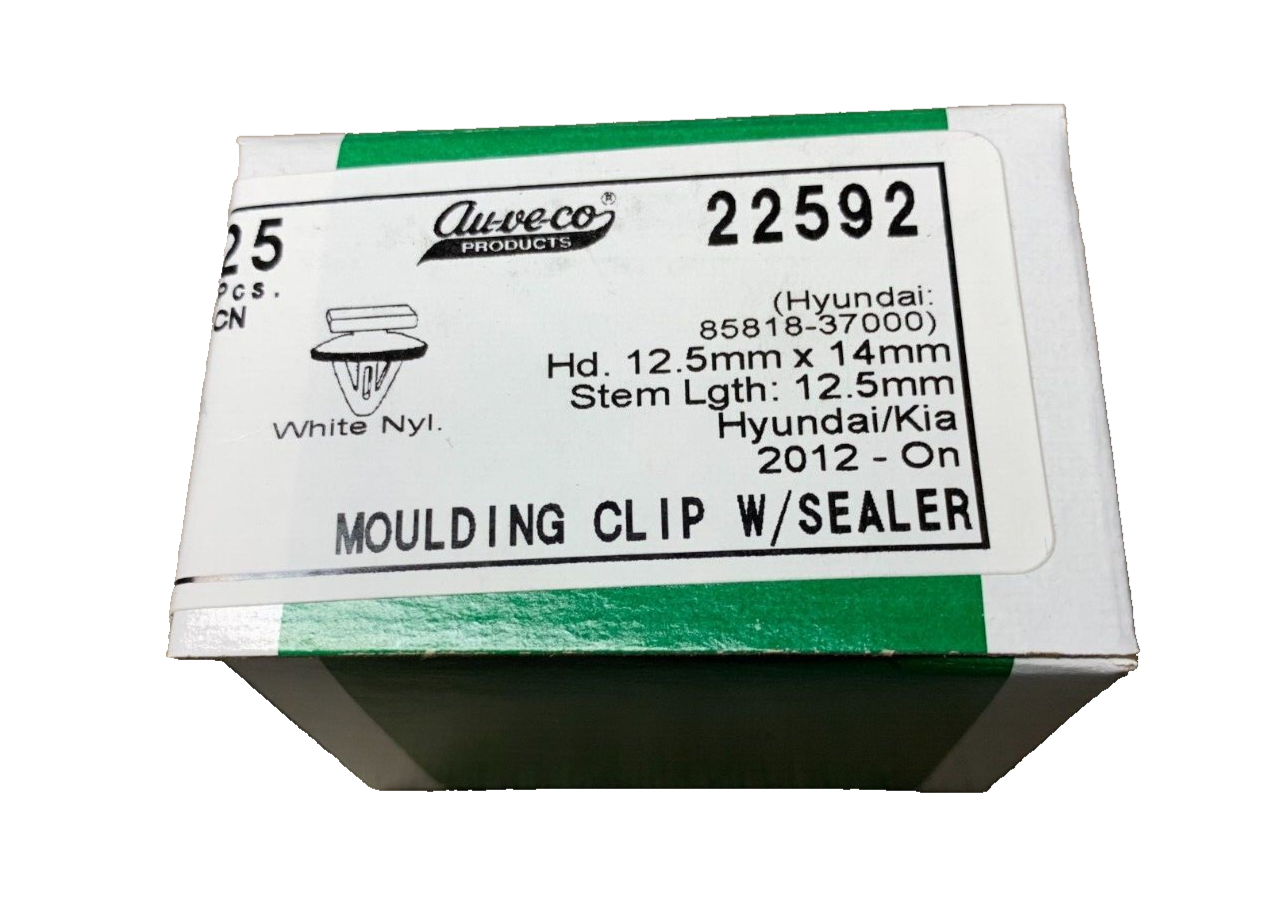 25
Pcs.
CN
Au-ve-co®
PRODUCTS
22592
(Hyundai:
85818-37000)
Hd. 12.5mm x 14mm
Stem Lgth: 12.5mm
Hyundai/Kia
2012 - On
White Nyl.
MOULDING CLIP W/SEALER